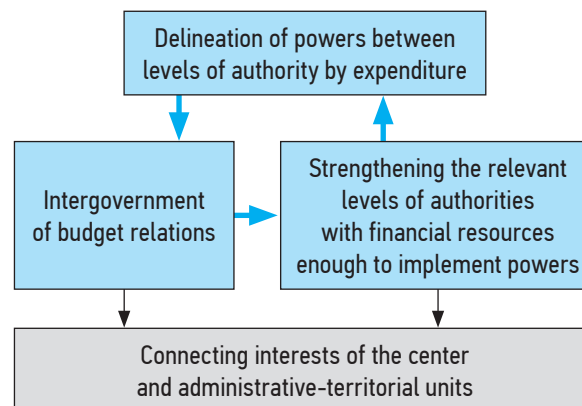 Delineation of powers between
levels of authority by expenditure
Intergovernment
of budget relations
Strengthening the relevant
levels of authorities
with financial resources
enough to implement powers
Connecting interests of the center
and administrative-territorial units